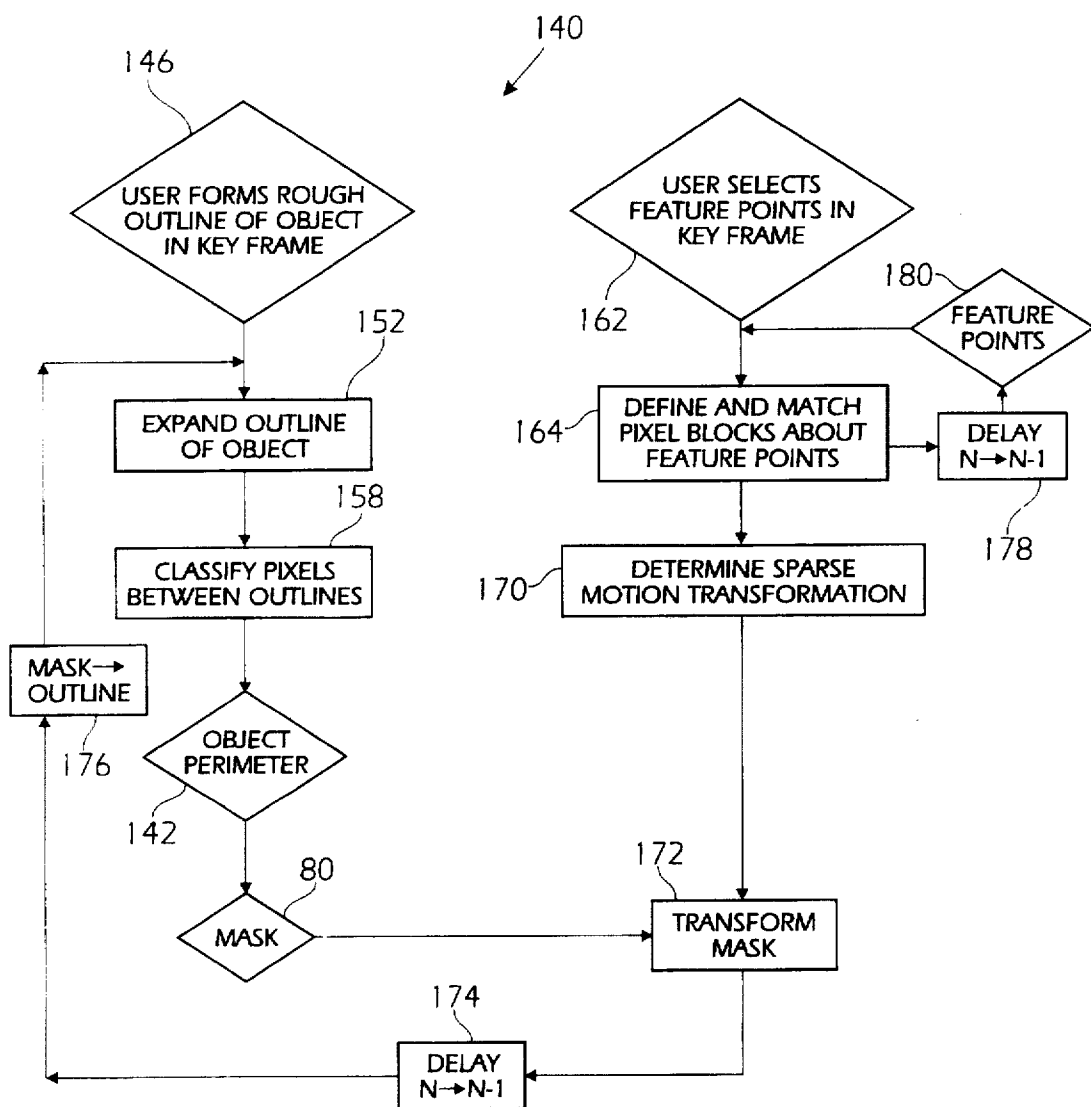 140
146
USER FORMS ROUGH
OUTLINE OF OBJECT
IN KEY FRAME
USER SELECTS
FEATURE POINTS IN
KEY FRAME
162
180
FEATURE
POINTS
152
EXPAND OUTLINE
OF OBJECT
164
DEFINE AND MATCH
PIXEL BLOCKS ABOUT
FEATURE POINTS
DELAY
N→N-1
178
158
CLASSIFY PIXELS
BETWEEN OUTLINES
170
DETERMINE SPARSE
MOTION TRANSFORMATION
MASK→
OUTLINE
176
OBJECT
PERIMETER
142
80
MASK
172
TRANSFORM
MASK
174
DELAY
N→N-1